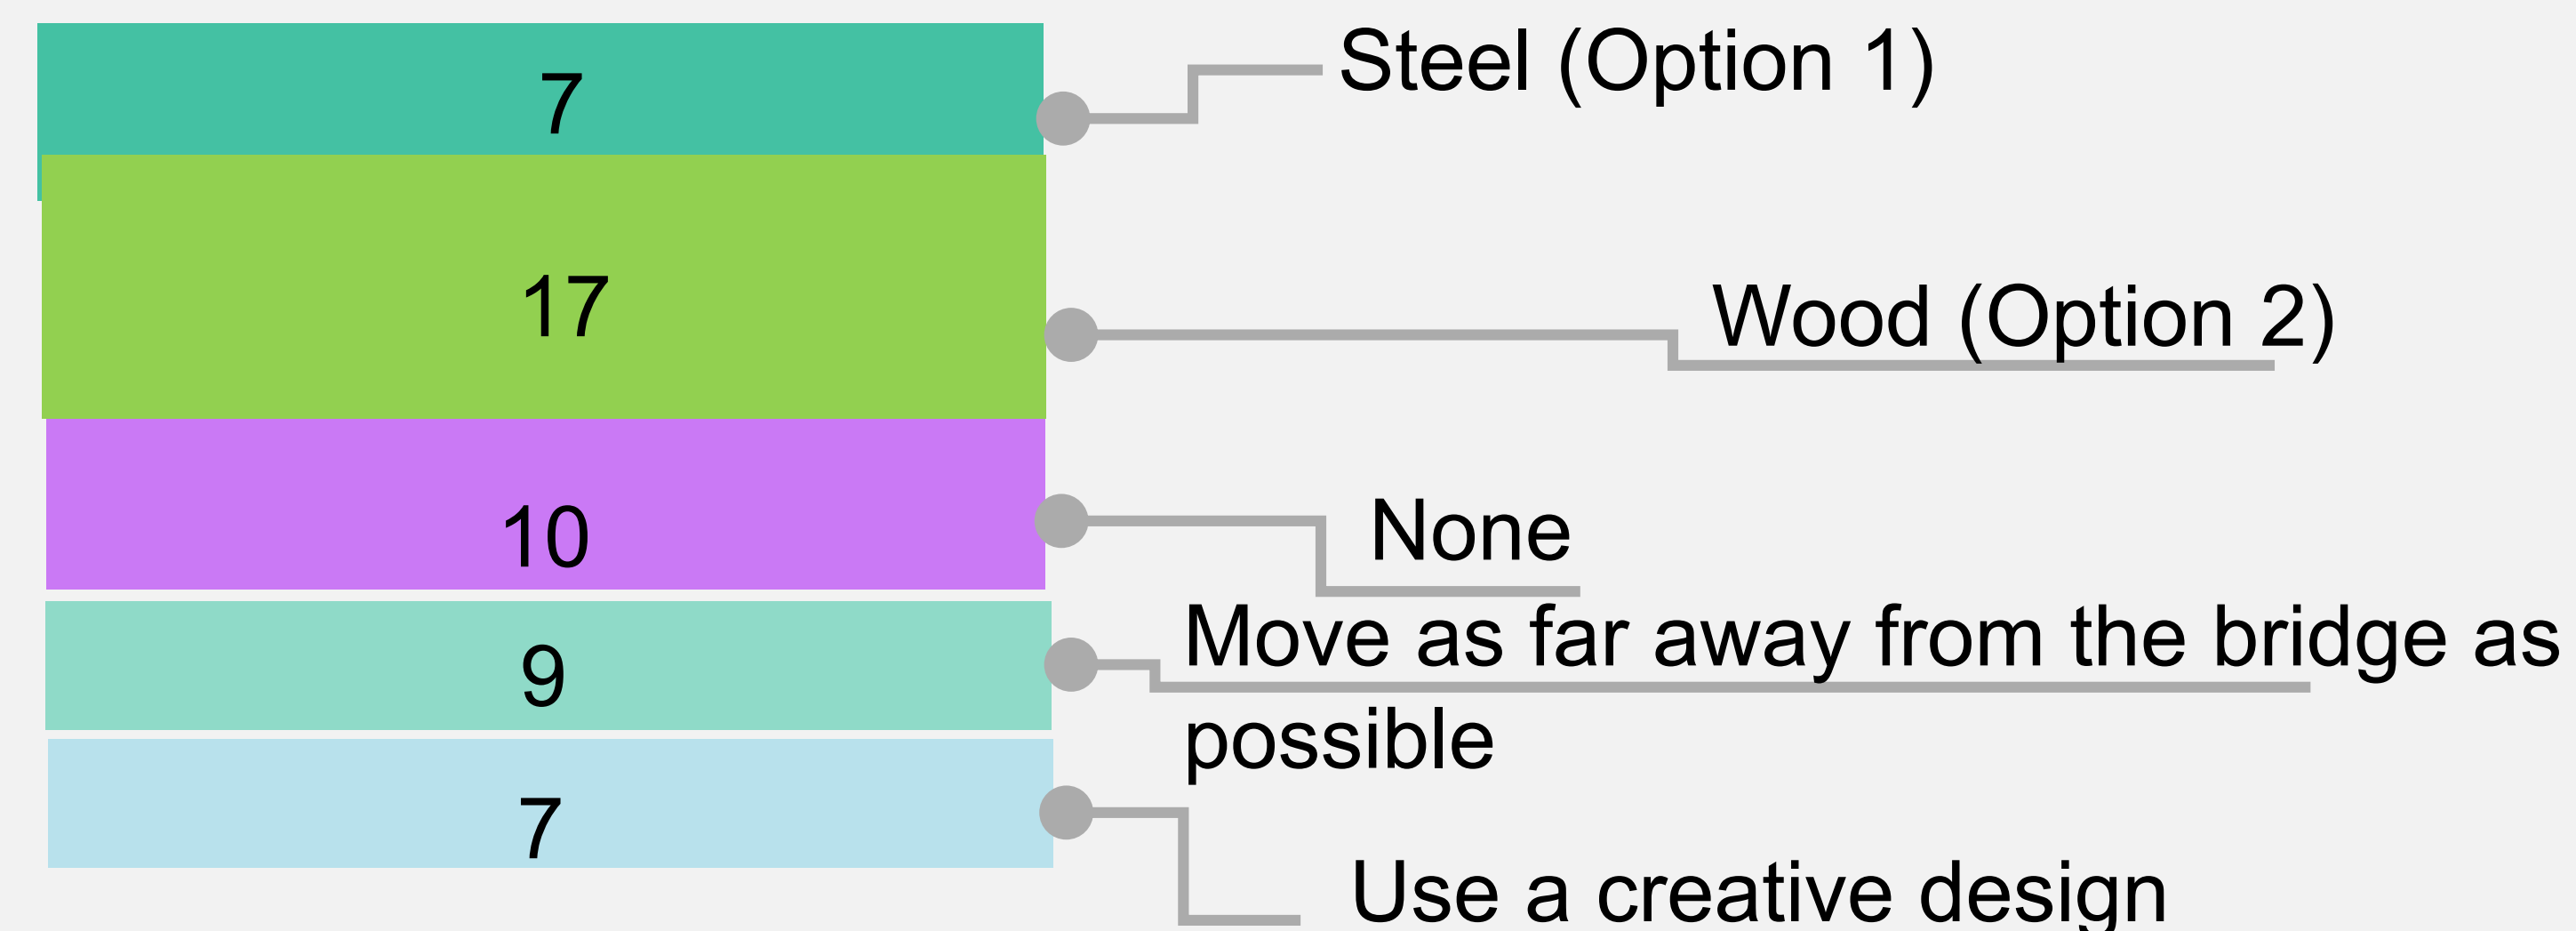 7
Steel (Option 1)
17
Wood (Option 2)
10
None
9
Move as far away from the bridge as
possible
7
Use a creative design